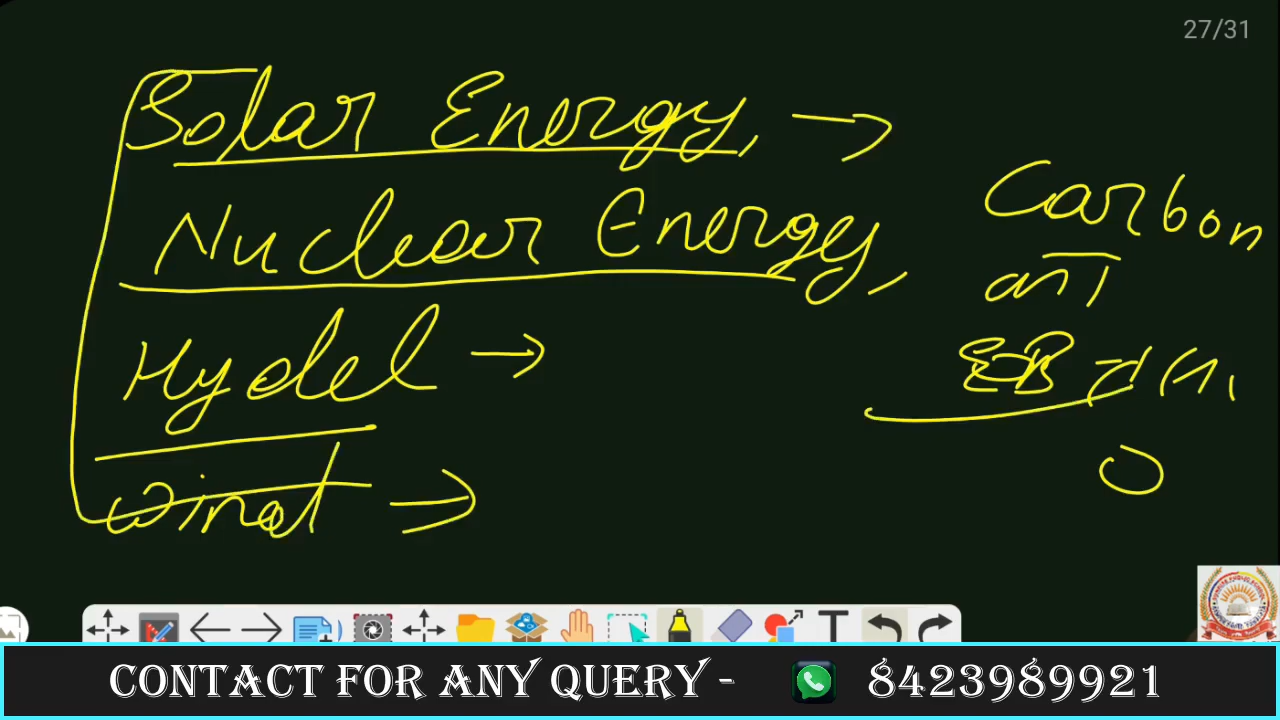 27/31
Solar Energy, →
Nuclear Energy,
Hydel →
Wind →
Carbon
CONTACT FOR ANY QUERY - 8423989921